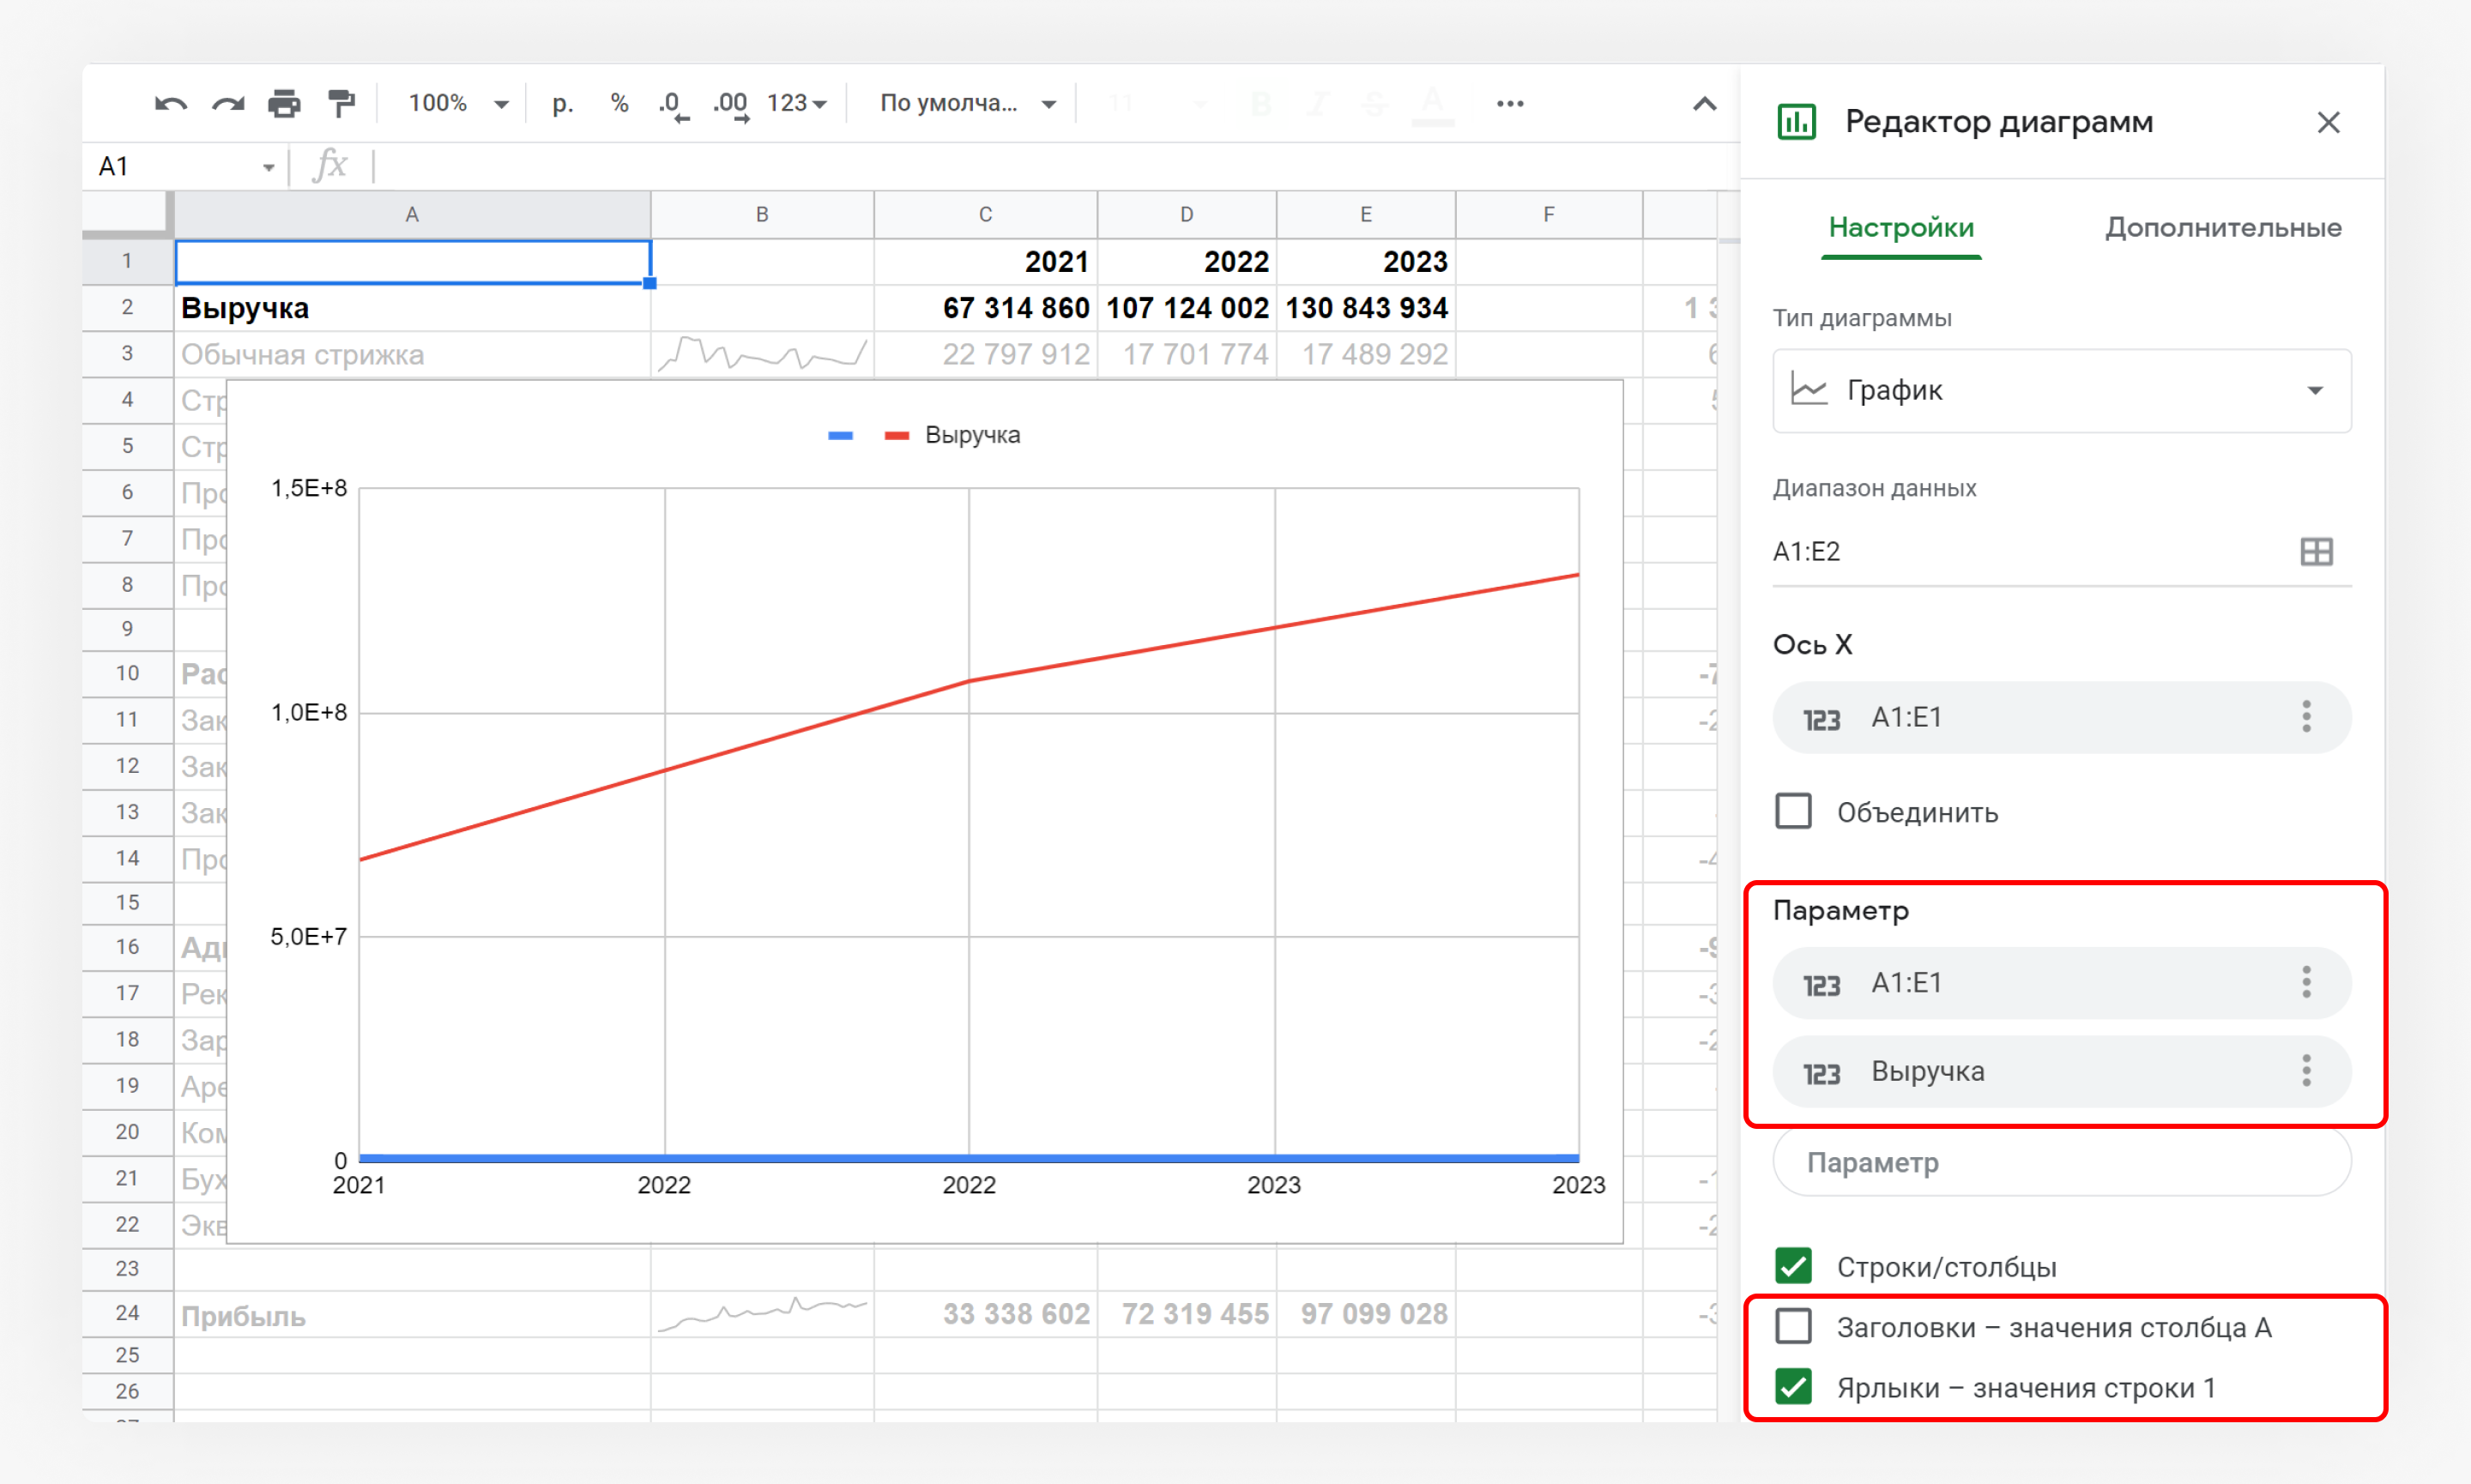 100% р. % .0 .00 123 По умолча... 11 B I S A
A1 fx
A B C D E F
1 2021 2022 2023
2 Выручка 67 314 860 107 124 002 130 843 934 1 3
3 Обычная стрижка 22 797 912 17 701 774 17 489 292
4 Стр
5 Стр
6 Про
7 Про
8 Про
9
10 Рас
11 Зак
12 Зак
13 Зак
14 Про
15
16 Адм
17 Рек
18 Зар
19 Аре
20 Ком
21 Бух
22 Экв
23
24 Прибыль 33 338 602 72 319 455 97 099 028
25
26
Выручка
1,5E+8
1,0E+8
5,0E+7
0
2021 2022 2022 2023 2023
Редактор диаграмм
Настройки Дополнительные
Тип диаграммы
График
Диапазон данных
A1:E2
Ось X
123 A1:E1
Объединить
Параметр
123 A1:E1
123 Выручка
Параметр
Строки/столбцы
Заголовки – значения столбца A
Ярлыки – значения строки 1